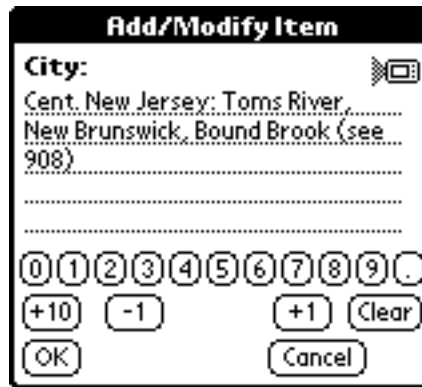 Add/Modify Item
City:
Cent. New Jersey: Toms River,
New Brunswick, Bound Brook (see
908)
0 1 2 3 4 5 6 7 8 9 .
+10 -1 +1 Clear
OK Cancel